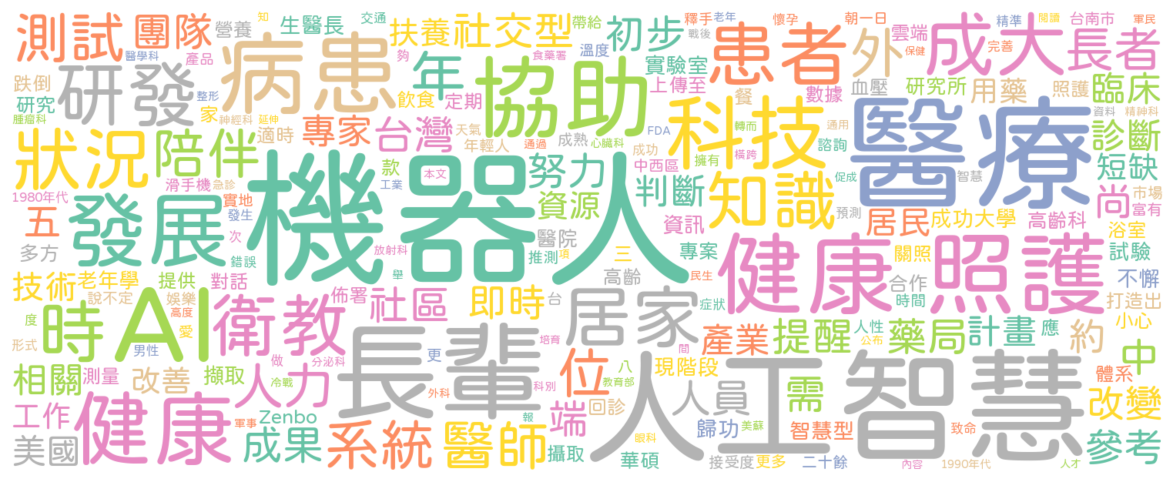 測試 團隊 營養 生醫長 交通 扶養 社交型 帶給 初步 釋手 老年 戰後 懷孕 朝一日 雲端 精準 閱讀 成大 長者 台南市 軍民
醫學科 產品 知 病患 年 夠 食藥署 溫度 實驗室 患者 外 保健 完善
跌倒 研發 研究 家 飲食 定期 協助 上傳至 數據 餐 血壓 研究所 用藥 照護 臨床
腫瘤科 整形 神經科 延伸 適時 專家 台灣 天氣 年輕人 成熟 心臟科 FDA 科技 轉而 諮詢 通用 資料 精神科 診斷
狀況 陪伴 款 通過 努力 成功 中西區 擁有 橫跨 醫療 短缺
1980年代 滑手機 急診 工業 本文 機器人 資源 判斷 知識 促成 智慧 預測 尚 市場 富有
五 發展 實地 發生 次 錯誤 放射科 醫院 資訊 居民 成功大學 高齡科 浴室
多方 推測 項 三 專案 健康 照護 關照 試驗
技術 老年學 提供 對話 佈署 社區 舉 即時 高齡 民生 症狀 合作 時間 不懈
度 說不定 娛樂 高度 愛 衛教 台 居家 提醒 人性 公布 藥局 計畫 應 打造出 小心
形式 時 AI 男性 做 分泌科 更 長輩 培育 產業 間 約 中
相關 測量 改善 擷取 冷戰 人力 位 八 教育部 人工智慧 現階段 體系
工作 健康 軍事 Zenbo 外科 科別 端 回診 人員 需 改變
美國 成果 系統 醫師 報 攝取 華碩 美蘇 眼科 歸功 接受度 更多 智慧型 二十餘 致命 內容 1990年代 人才 參考